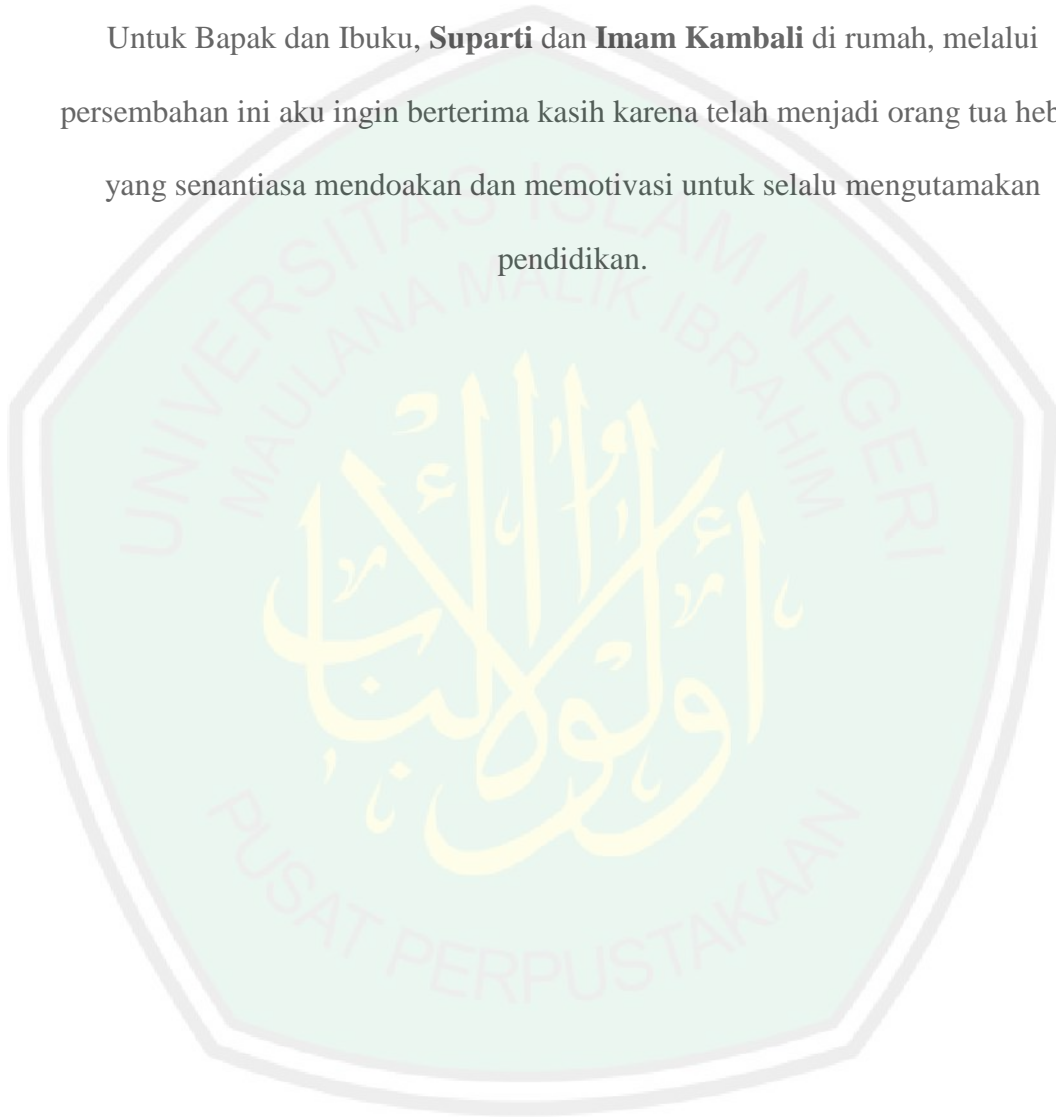 Untuk Bapak dan Ibuku, Suparti dan Imam Kambali di rumah, melalui
persembahan ini aku ingin berterima kasih karena telah menjadi orang tua heb
yang senantiasa mendoakan dan memotivasi untuk selalu mengutamakan
pendidikan.
UNIVERSITAS ISLAM NEGERI
MAULANA MALIK IBRAHIM
أولوا الألباب
PUSAT PERPUSTAKAAN